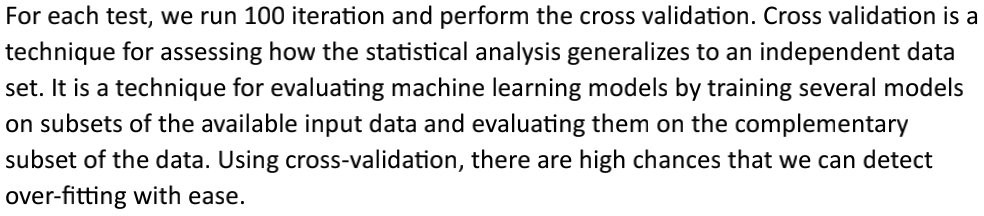 For each test, we run 100 iteration and perform the cross validation. Cross validation is a
technique for assessing how the statistical analysis generalizes to an independent data
set. It is a technique for evaluating machine learning models by training several models
on subsets of the available input data and evaluating them on the complementary
subset of the data. Using cross-validation, there are high chances that we can detect
over-fitting with ease.